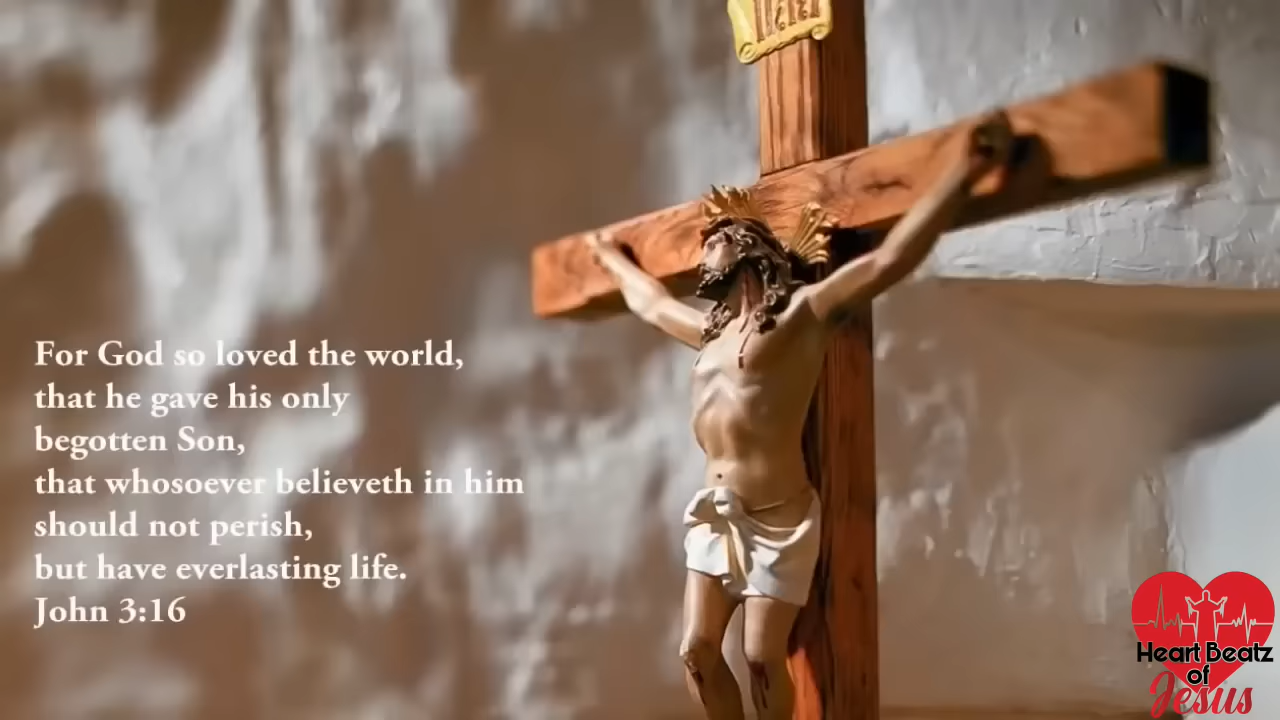 For God so loved the world,
that he gave his only
begotten Son,
that whosoever believeth in him
should not perish,
but have everlasting life.
John 3:16
Heart Beatz
of
Jesus